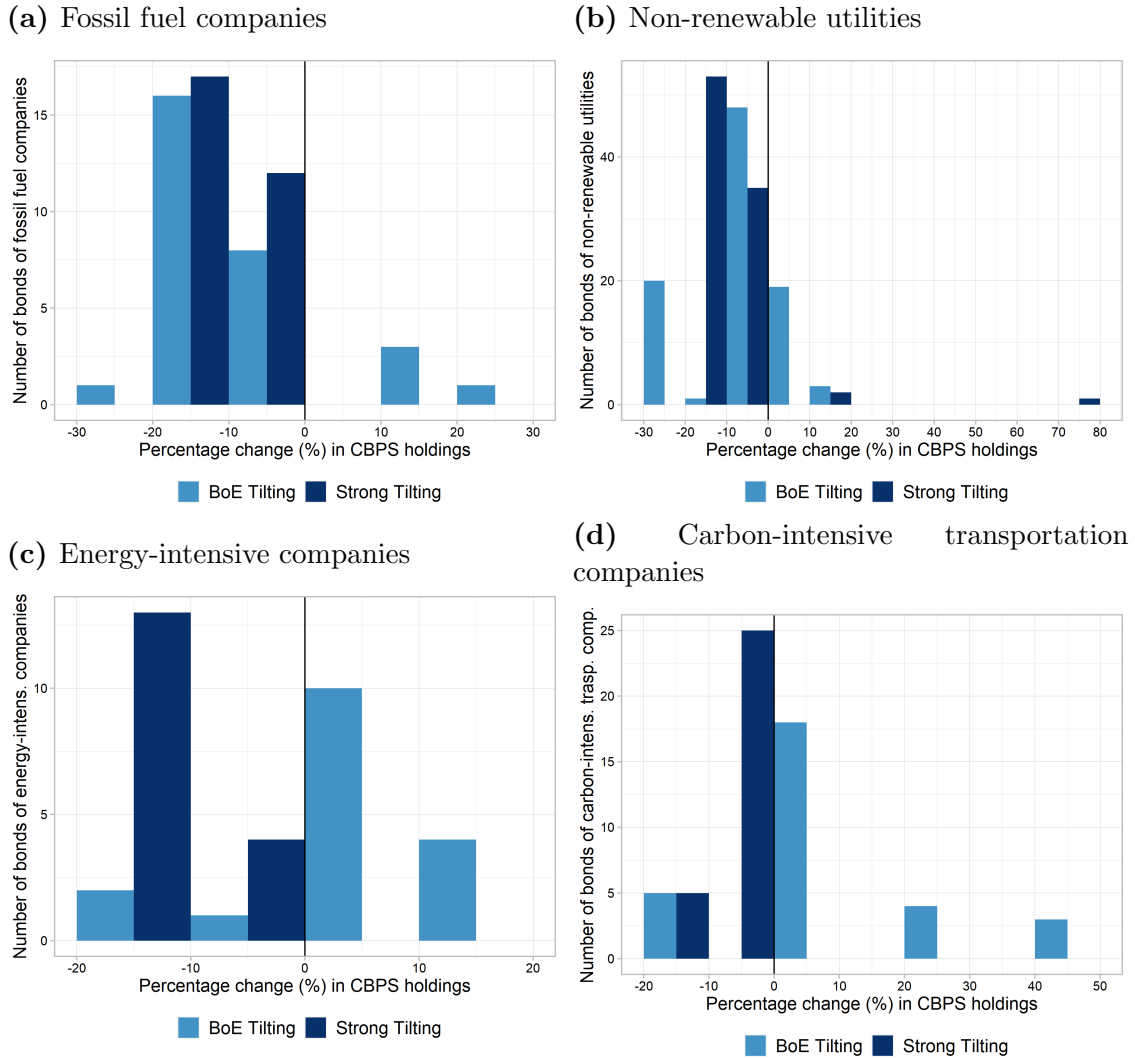 (a) Fossil fuel companies
Number of bonds of fossil fuel companies
15
10
5
0
-30 -20 -10 0 10 20 30
Percentage change (%) in CBPS holdings
BoE Tilting Strong Tilting
(b) Non-renewable utilities
Number of bonds of non-renewable utilities
40
20
0
-30 -20 -10 0 10 20 30 40 50 60 70 80
Percentage change (%) in CBPS holdings
BoE Tilting Strong Tilting
(c) Energy-intensive companies
Number of bonds of energy-intens. companies
10
5
0
-20 -10 0 10 20
Percentage change (%) in CBPS holdings
BoE Tilting Strong Tilting
(d) Carbon-intensive transportation
companies
Number of bonds of carbon-intens. trasp. comp.
25
20
15
10
5
0
-20 -10 0 10 20 30 40 50
Percentage change (%) in CBPS holdings
BoE Tilting Strong Tilting